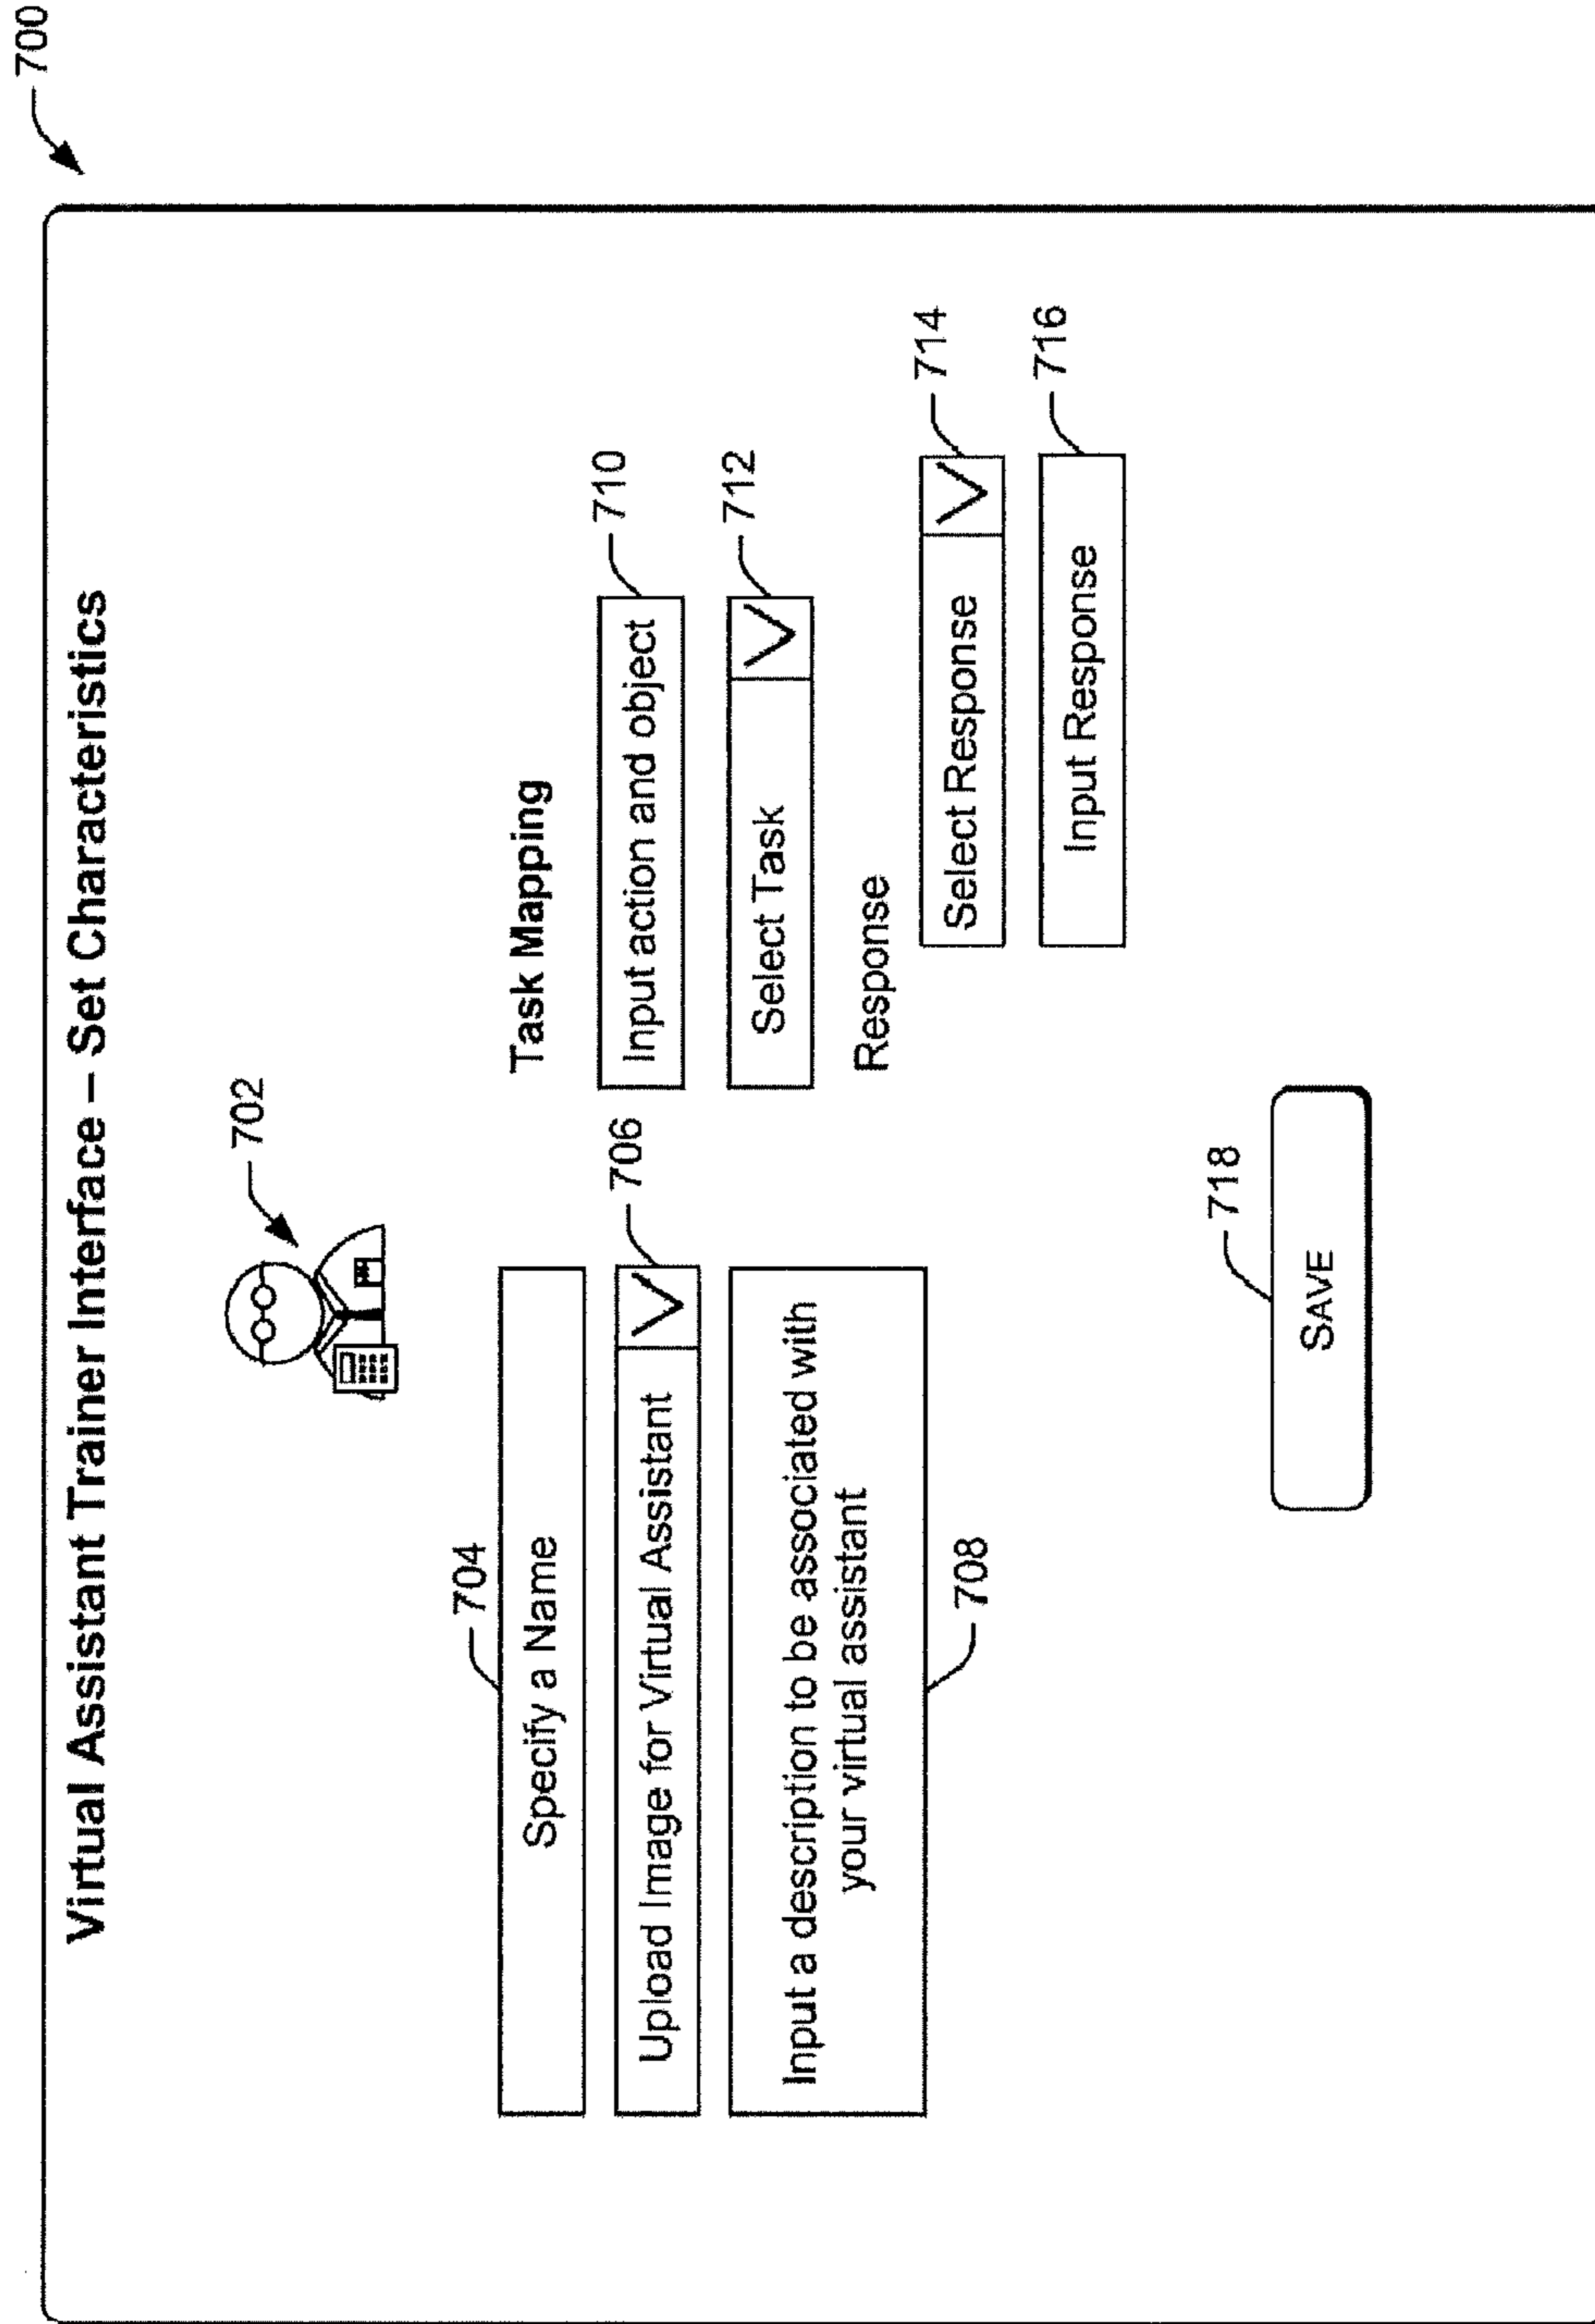 700
Virtual Assistant Trainer Interface – Set Characteristics
702
704
Specify a Name
706
Upload Image for Virtual Assistant
Input a description to be associated with
your virtual assistant
708
Task Mapping
710
Input action and object
712
Select Task
Response
714
Select Response
716
Input Response
718
SAVE